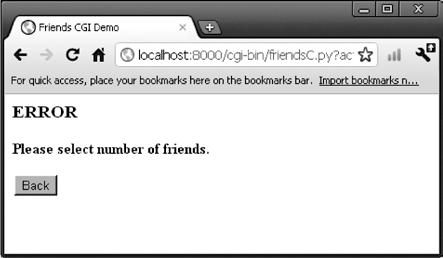 Friends CGI Demo
localhost:8000/cgi-bin/friendsC.py?ac
For quick access, place your bookmarks here on the bookmarks bar. Import bookmarks n...
ERROR
Please select number of friends.
Back